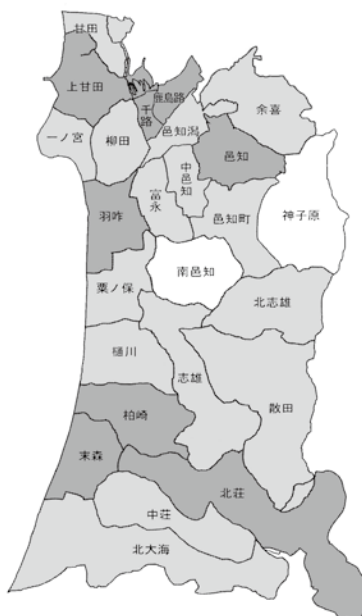 甘田
上甘田
千路
雁島路
余喜
一ノ宮
柳田
邑知潟
中邑知
邑知
羽咋
富永
邑知町
神子原
南邑知
粟ノ保
北志雄
樋川
志雄
散田
柏崎
末森
北荘
中荘
北大海